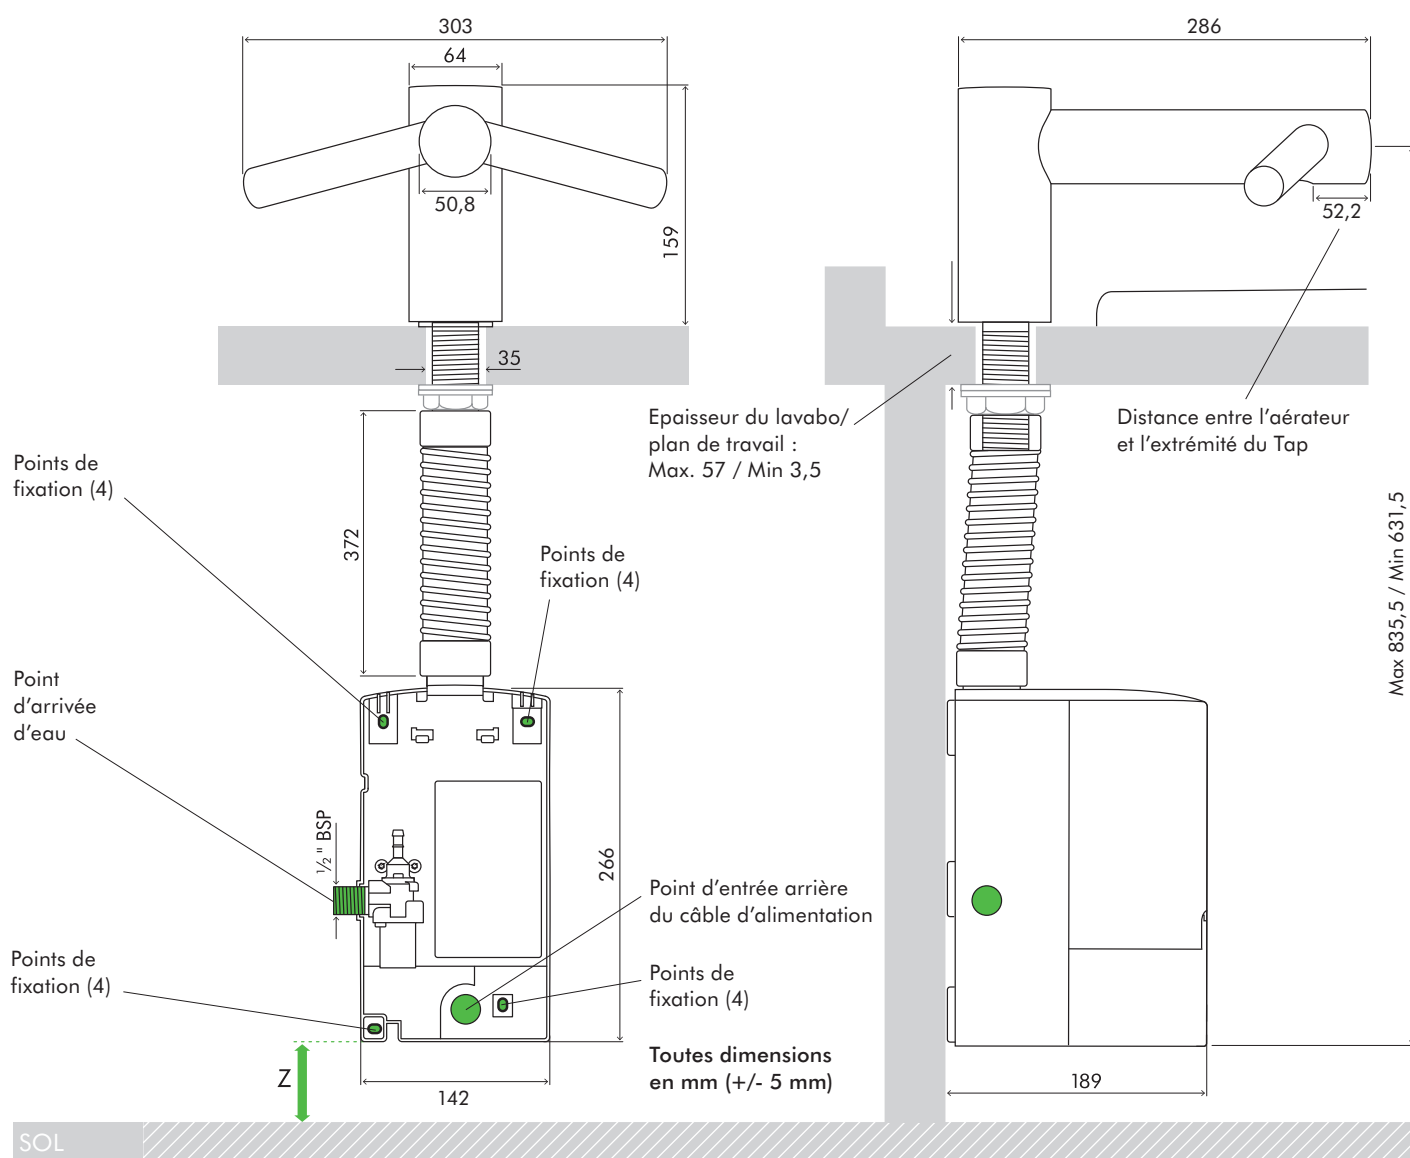 303
64
286
50,8
159
52,2
35
Epaisseur du lavabo/
plan de travail :
Max. 57 / Min 3,5
Distance entre l’aérateur
et l’extrémité du Tap
Points de
fixation (4)
372
Points de
fixation (4)
Max 835,5 / Min 631,5
Point
d’arrivée
d’eau
½ " BSP
266
Point d’entrée arrière
du câble d’alimentation
Points de
fixation (4)
Points de
fixation (4)
Toutes dimensions
en mm (+/- 5 mm)
Z
142
189
SOL